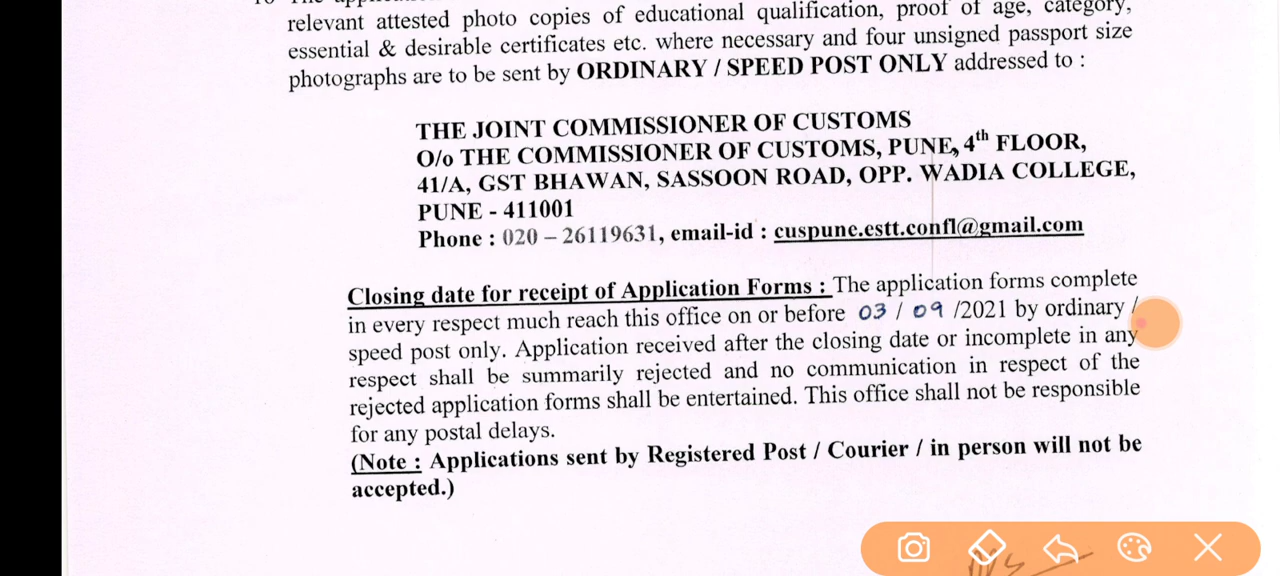 relevant attested photo copies of educational qualification, proof of age, category,
essential & desirable certificates etc. where necessary and four unsigned passport size
photographs are to be sent by ORDINARY / SPEED POST ONLY addressed to :
THE JOINT COMMISSIONER OF CUSTOMS
O/o THE COMMISSIONER OF CUSTOMS, PUNE, 4th FLOOR,
41/A, GST BHAWAN, SASSOON ROAD, OPP. WADIA COLLEGE,
PUNE - 411001
Phone : 020 – 26119631, email-id : cuspune.estt.confl@gmail.com
Closing date for receipt of Application Forms : The application forms complete
in every respect much reach this office on or before 03 / 09 /2021 by ordinary /
speed post only. Application received after the closing date or incomplete in any
respect shall be summarily rejected and no communication in respect of the
rejected application forms shall be entertained. This office shall not be responsible
for any postal delays.
(Note : Applications sent by Registered Post / Courier / in person will not be
accepted.)